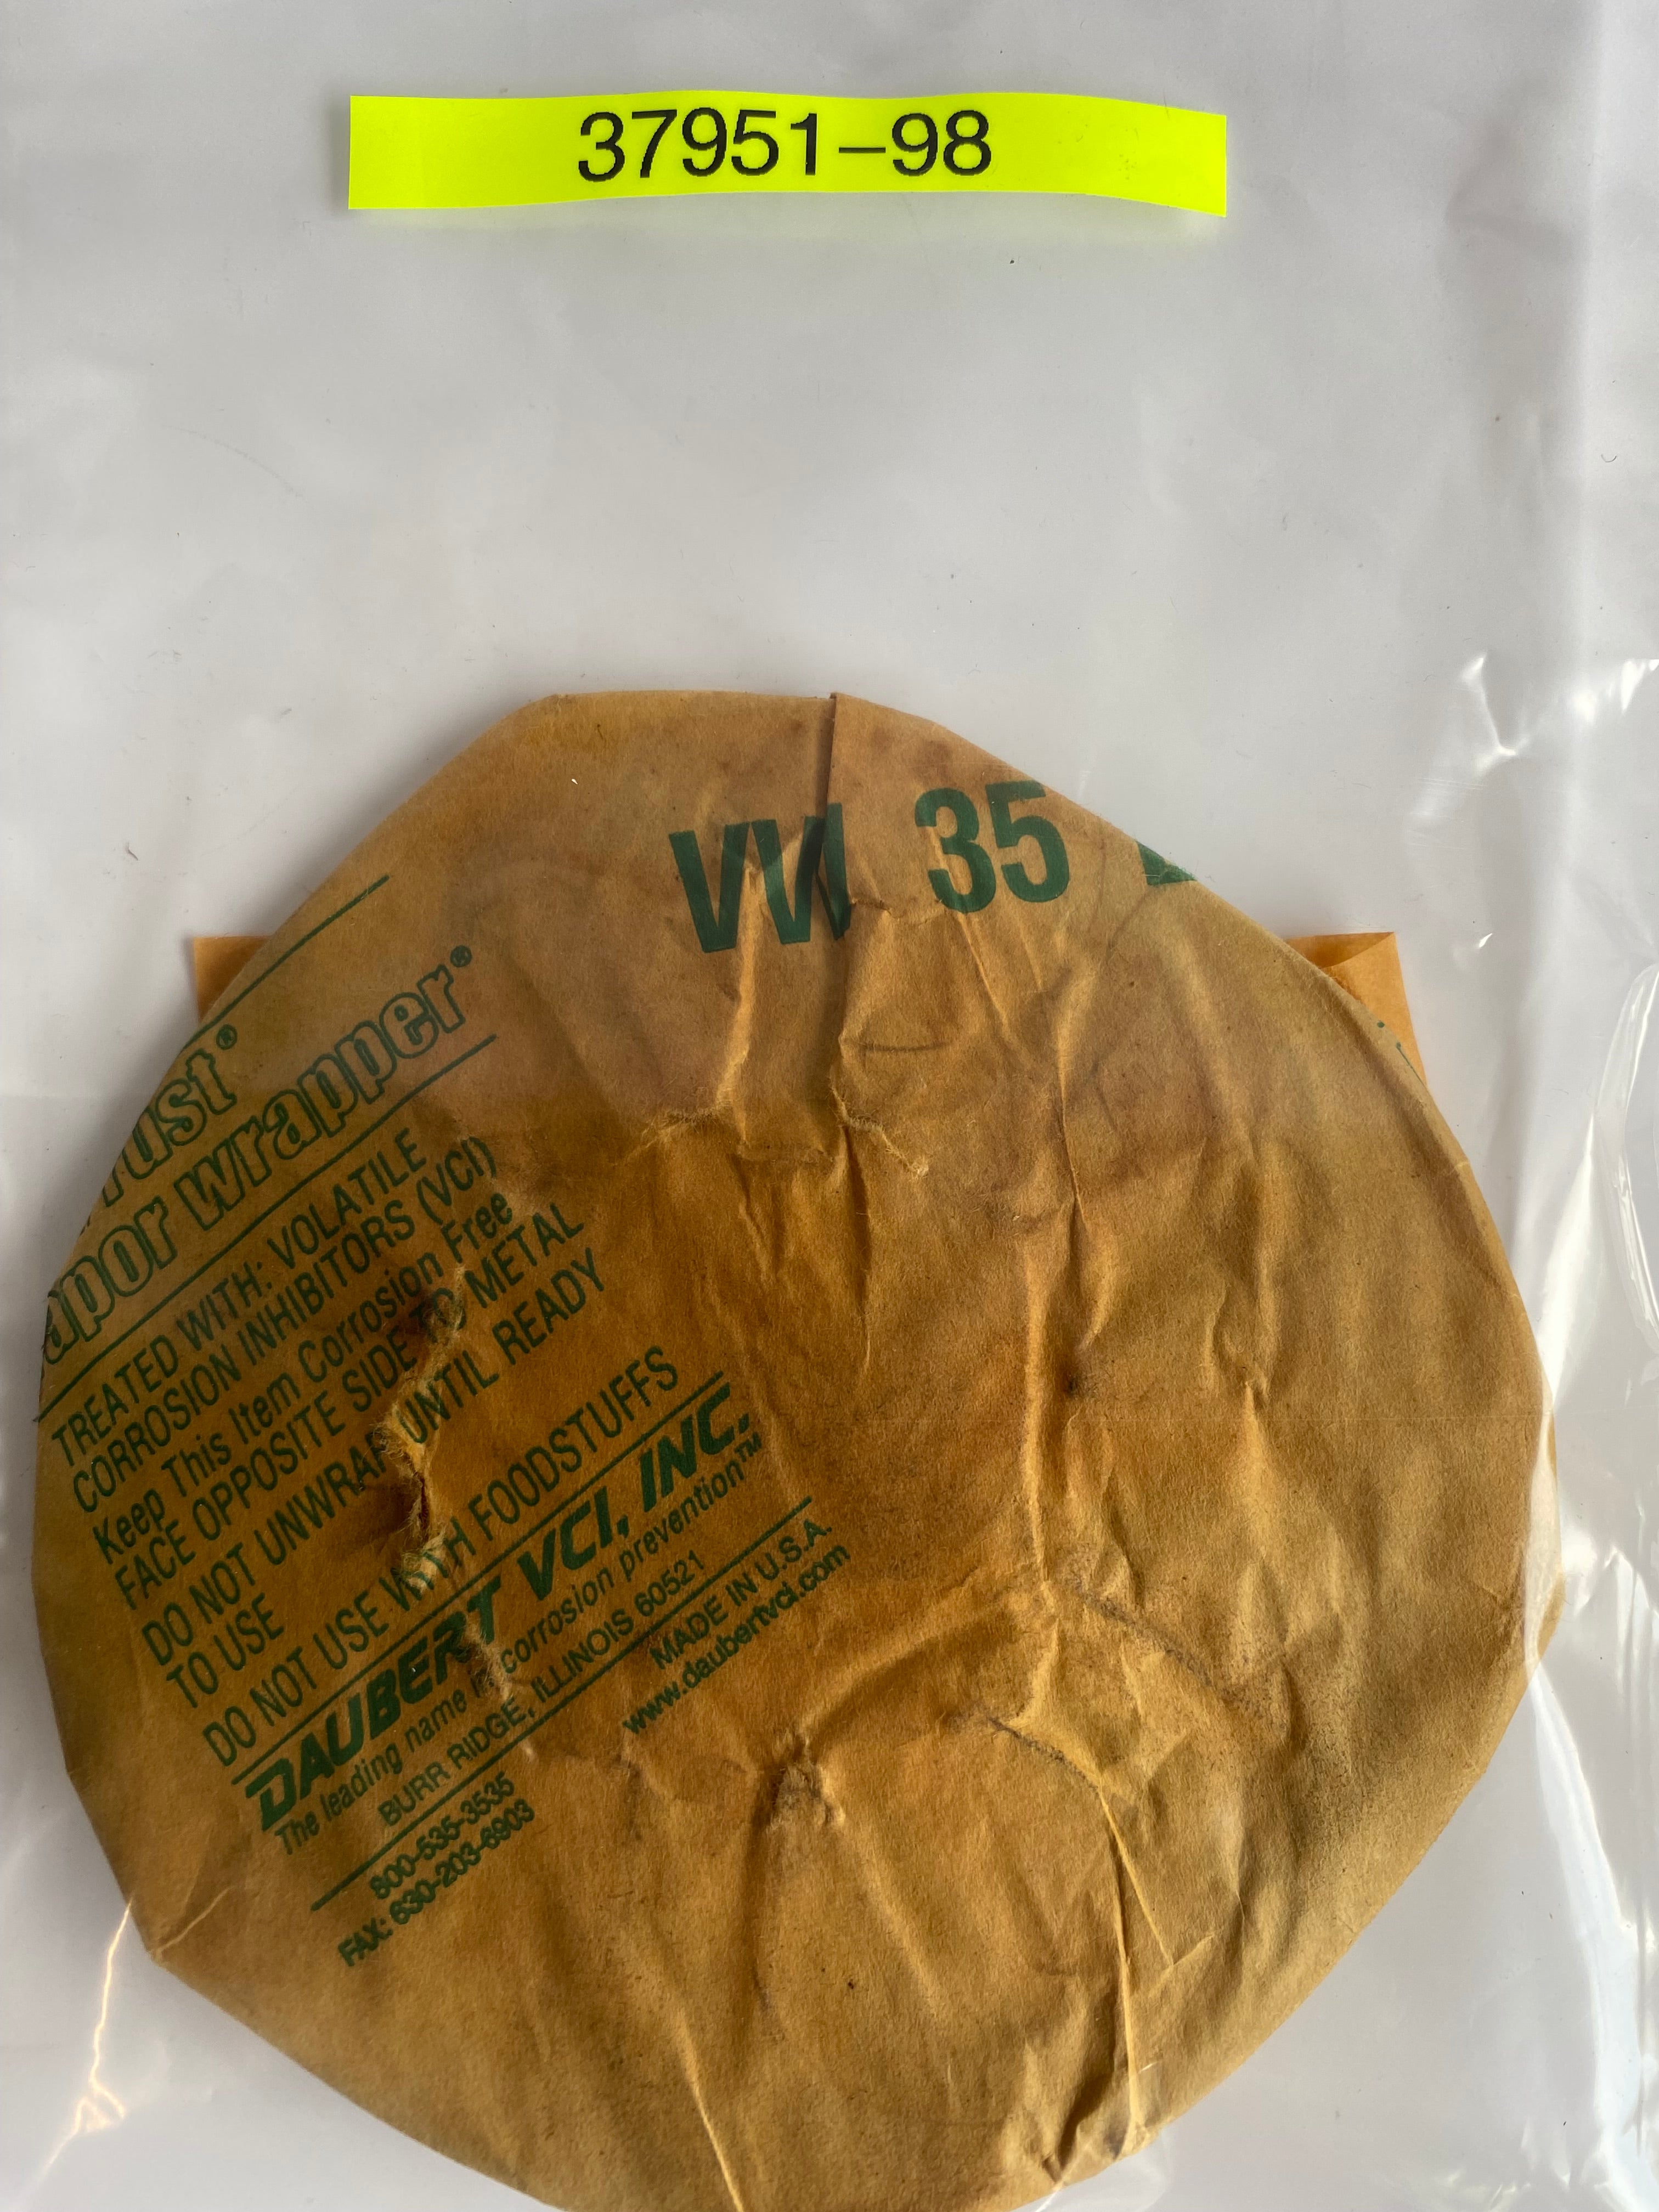 37951-98
VW 35
rust®
apor wrapper®
TREATED WITH: VOLATILE
CORROSION INHIBITORS (VCI)
Keep This Item Corrosion Free
FACE OPPOSITE SIDE TO METAL
DO NOT UNWRAP UNTIL READY
TO USE
DO NOT USE WITH FOODSTUFFS
DAUBERT VCI, INC.
The leading name in corrosion prevention™
BURR RIDGE, ILLINOIS 60521
MADE IN U.S.A.
800-535-3535
www.daubertvci.com
FAX: 630-203-6903